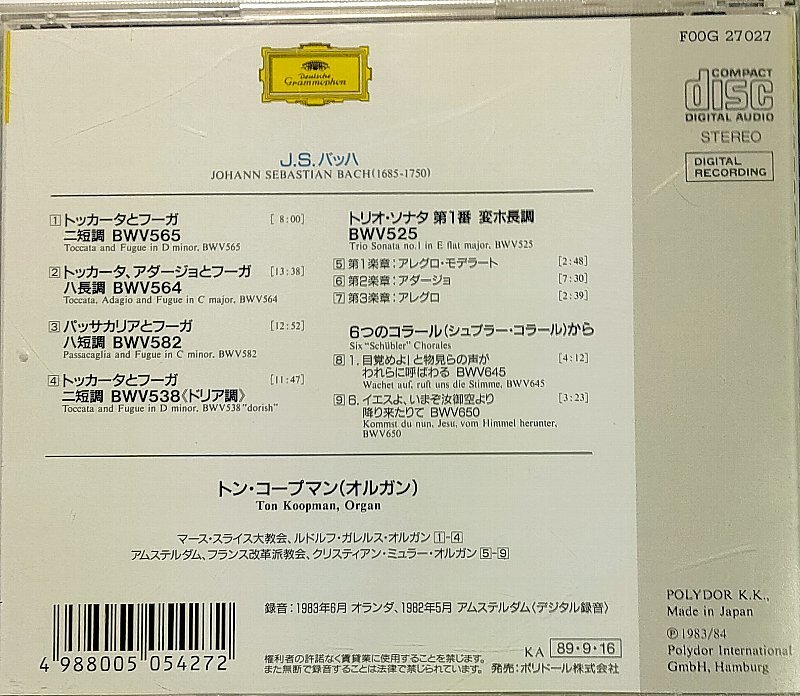 F00G 27027
Deutsche
Grammophon
COMPACT
disc
DIGITAL AUDIO
STEREO
DIGITAL
RECORDING
J.S.バッハ
JOHANN SEBASTIAN BACH(1685-1750)
1 トッカータとフーガ [ 8:00]
ニ短調 BWV565
Toccata and Fugue in D minor, BWV565
2 トッカータ、アダージョとフーガ [13:38]
ハ長調 BWV564
Toccata, Adagio and Fugue in C major, BWV564
3 パッサカリアとフーガ [12:52]
ハ短調 BWV582
Passacaglia and Fugue in C minor, BWV582
4 トッカータとフーガ [11:47]
ニ短調 BWV538《ドリア調》
Toccata and Fugue in D minor, BWV538 "dorish"
トリオ・ソナタ 第1番 変ホ長調
BWV525
Trio Sonata no.1 in E flat major, BWV525
5 第1楽章：アレグロ・モデラート [2:48]
6 第2楽章：アダージョ [7:30]
7 第3楽章：アレグロ [2:39]
6つのコラール(シュブラー・コラール)から
Six "Schübler" Chorales
8 1. 目覚めよ」と物見らの声が [4:12]
われらに呼ばわる BWV645
Wachet auf, ruft uns die Stimme, BWV645
9 6. イエスよ、いまぞ汝御空より [3:23]
降り来たりて BWV650
Kommst du nun, Jesu, vom Himmel herunter,
BWV650
トン・コープマン(オルガン)
Ton Koopman, Organ
マース・スライス大教会、ルドルフ・ガレルス・オルガン 1-4
アムステルダム、フランス改革派教会、クリスティアン・ミュラー・オルガン 5-9
録音：1983年6月 オランダ、1982年5月 アムステルダム〈デジタル録音〉
4 988005 054272
権利者の許諾なく賃貸業に使用することを禁じます。
また無断で録音することは法律で禁じられています。
KA 89・9・16
発売：ポリドール株式会社
POLYDOR K.K.,
Made in Japan
Ⓟ 1983/84
Polydor International
GmbH, Hamburg